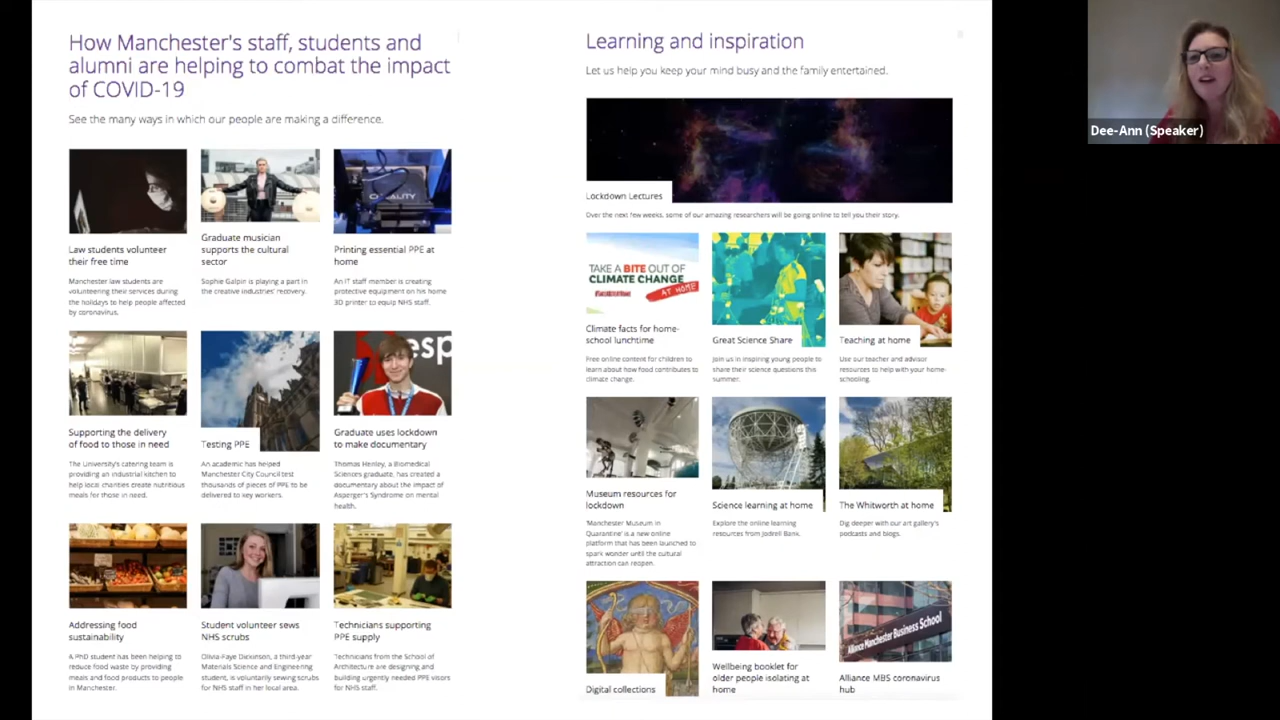 How Manchester's staff, students and
alumni are helping to combat the impact
of COVID-19
See the many ways in which our people are making a difference.
Law students volunteer
their free time
Manchester law students are
volunteering their services during
the holidays to help people affected
by coronavirus.
Graduate musician
supports the cultural
sector
Sophie Galpin is playing a part in
the creative industries' recovery.
Printing essential PPE at
home
An IT staff member is creating
protective equipment on his home
3D printer to equip NHS staff.
Supporting the delivery
of food to those in need
The University's catering team is
providing an industrial kitchen to
help local charities create nutritious
meals for those in need.
Testing PPE
An academic has helped
Manchester City Council test
thousands of pieces of PPE to be
delivered to key workers.
esp
Graduate uses lockdown
to make documentary
Thomas Henley, a Biomedical
Sciences graduate, has created a
documentary about the impact of
Asperger's Syndrome on mental
health.
Addressing food
sustainability
A PhD student has been helping to
reduce food waste by providing
meals and food products to people
in Manchester.
Student volunteer sews
NHS scrubs
Olivia-Faye Dickinson, a third-year
Materials Science and Engineering
student, is voluntarily sewing scrubs
for NHS staff in her local area.
Technicians supporting
PPE supply
Technicians from the School of
Architecture are designing and
building urgently needed PPE visors
for NHS staff.
Learning and inspiration
Let us help you keep your mind busy and the family entertained.
Lockdown Lectures
Over the next few weeks, some of our amazing researchers will be going online to tell you their story.
TAKE A BITE OUT OF
CLIMATE CHANGE
AT HOME
Climate facts for home-
school lunchtime
Free online content for children to
learn about how food contributes to
climate change.
Great Science Share
Join us in inspiring young people to
share their science questions this
summer.
Teaching at home
Use our teacher and advisor
resources to help with your home-
schooling.
Museum resources for
lockdown
'Manchester Museum in
Quarantine' is a new online
platform that has been launched to
spark wonder until the cultural
attraction can reopen.
Science learning at home
Explore the online learning
resources from Jodrell Bank.
The Whitworth at home
Dig deeper with our art gallery's
podcasts and blogs.
Digital collections
Wellbeing booklet for
older people isolating at
home
Alliance Manchester Business School
Alliance MBS coronavirus
hub
Dee-Ann (Speaker)